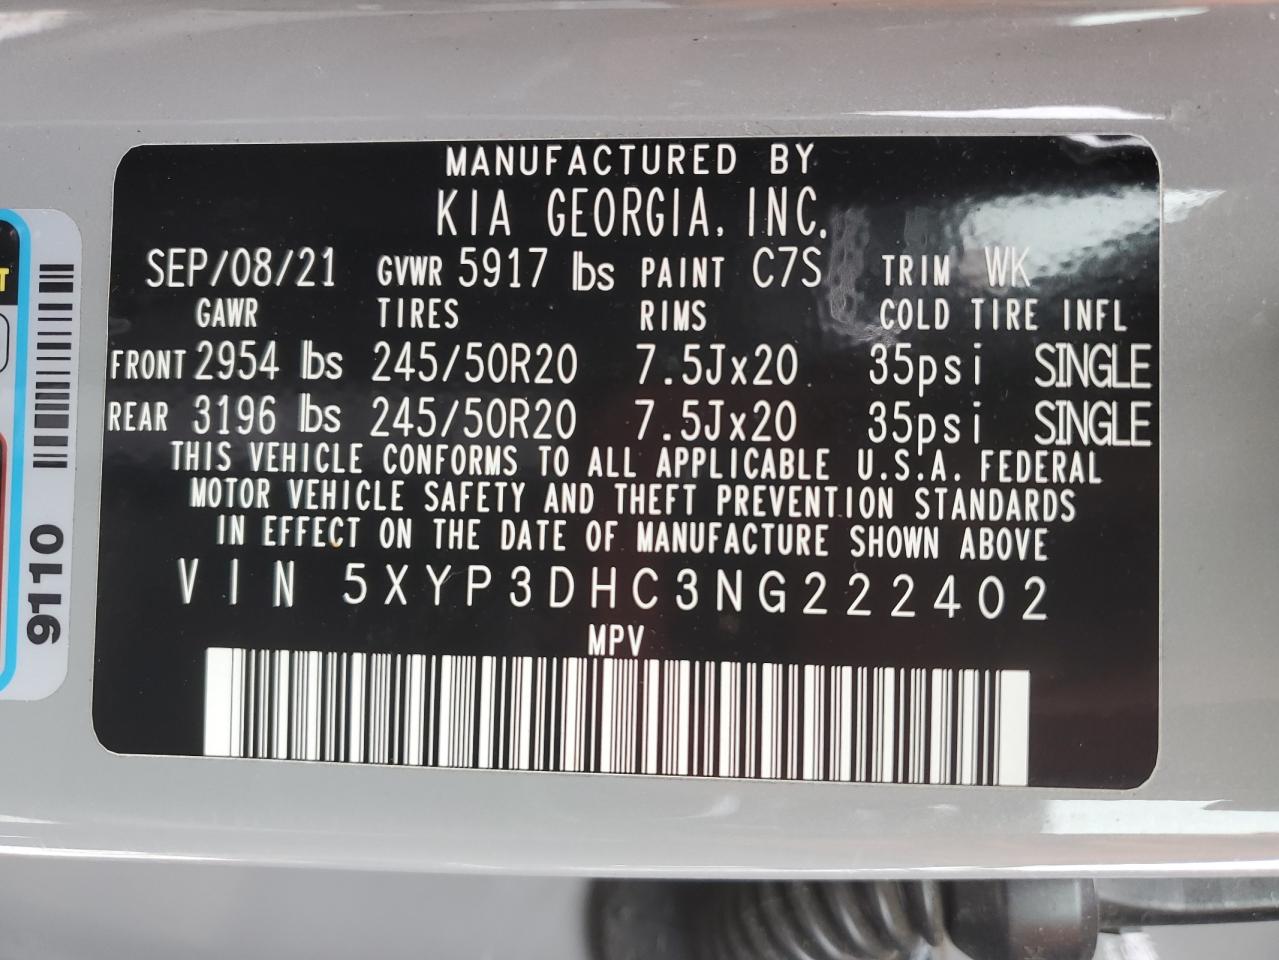 MANUFACTURED BY
KIA GEORGIA, INC.
SEP/08/21 GVWR 5917 lbs PAINT C7S TRIM WK
GAWR TIRES RIMS COLD TIRE INFL
FRONT 2954 lbs 245/50R20 7.5Jx20 35psi SINGLE
REAR 3196 lbs 245/50R20 7.5Jx20 35psi SINGLE
THIS VEHICLE CONFORMS TO ALL APPLICABLE U.S.A. FEDERAL
MOTOR VEHICLE SAFETY AND THEFT PREVENTION STANDARDS
IN EFFECT ON THE DATE OF MANUFACTURE SHOWN ABOVE
VIN 5XYP3DHC3NG222402
MPV
9110